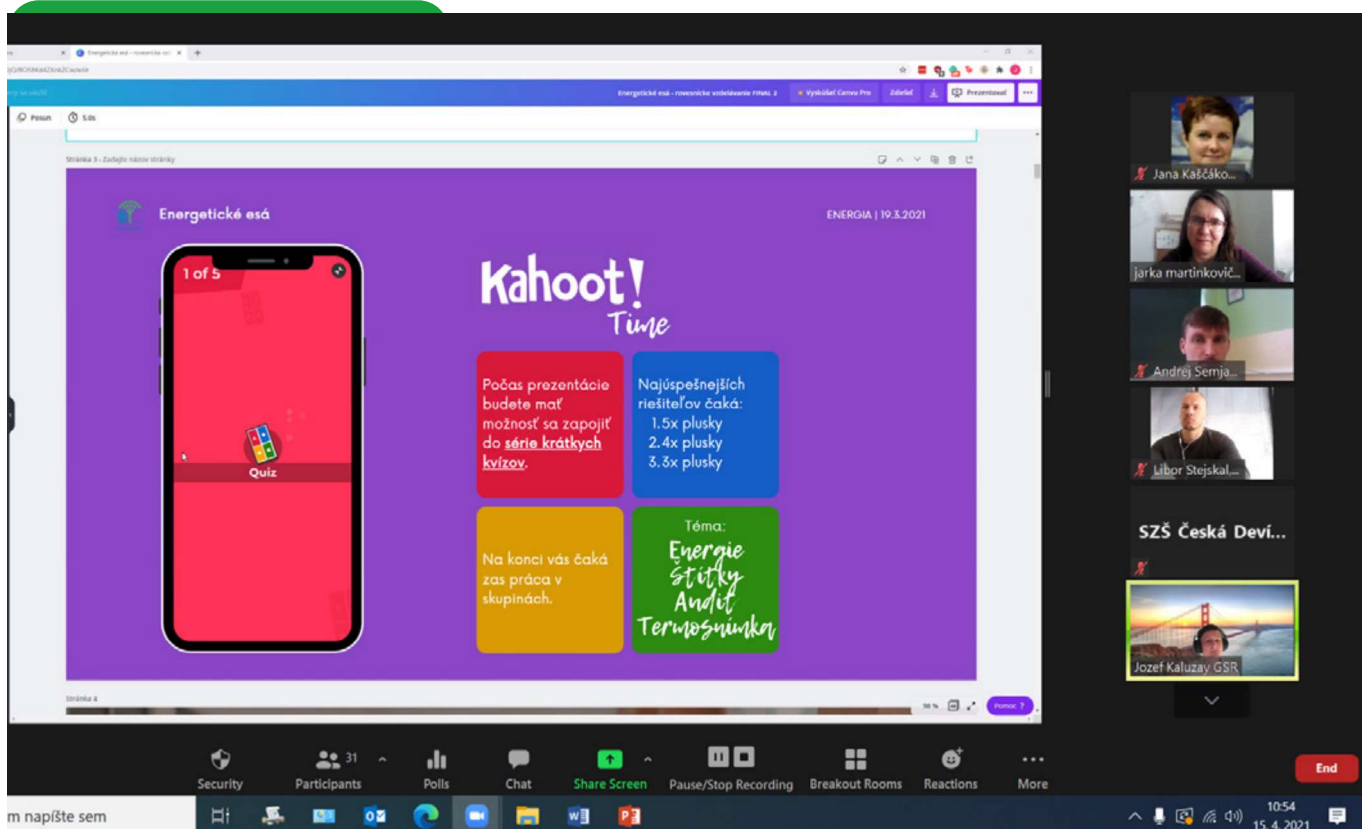 Energetické esá - rovesnícke vzdelávanie FINAL 2
Vyskúšať Canvu Pro
Zdieľať
Prezentovať
Posun
5.0s
Stránka 3 - Zadajte názov stránky
Energetické esá
ENERGIA | 19.3.2021
1 of 5
Quiz
Kahoot!
Time
Počas prezentácie
budete mať
možnosť sa zapojiť
do série krátkych
kvízov.
Najúspešnejších
riešiteľov čaká:
1.5x plusky
2.4x plusky
3.3x plusky
Na konci vás čaká
zas práca v
skupinách.
Téma:
Energie
Štítky
Audit
Termosnímka
Stránka 4
50 %
Pomoc ?
Jana Kaščáko...
jarka martinkovič...
Andrej Semja...
Libor Stejskal,...
SZŠ Česká Deví...
Jozef Kaluzay GSR
Security
Participants
31
Polls
Chat
Share Screen
Pause/Stop Recording
Breakout Rooms
Reactions
More
End
m napíšte sem
10:54
15. 4. 2021